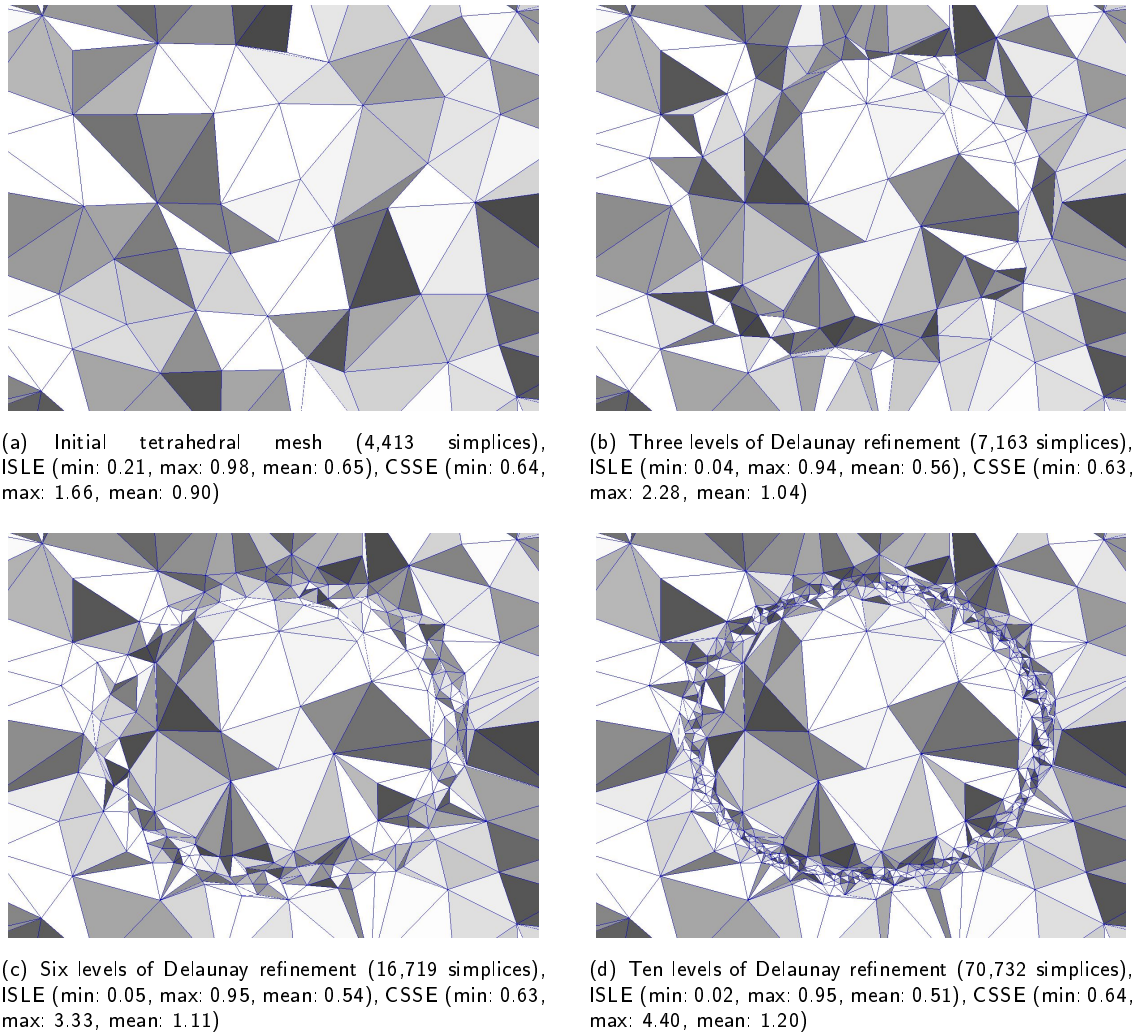 (a) Initial tetrahedral mesh (4,413 simplices),
ISLE (min: 0.21, max: 0.98, mean: 0.65), CSSE (min: 0.64,
max: 1.66, mean: 0.90)
(b) Three levels of Delaunay refinement (7,163 simplices),
ISLE (min: 0.04, max: 0.94, mean: 0.56), CSSE (min: 0.63,
max: 2.28, mean: 1.04)
(c) Six levels of Delaunay refinement (16,719 simplices),
ISLE (min: 0.05, max: 0.95, mean: 0.54), CSSE (min: 0.63,
max: 3.33, mean: 1.11)
(d) Ten levels of Delaunay refinement (70,732 simplices),
ISLE (min: 0.02, max: 0.95, mean: 0.51), CSSE (min: 0.64,
max: 4.40, mean: 1.20)